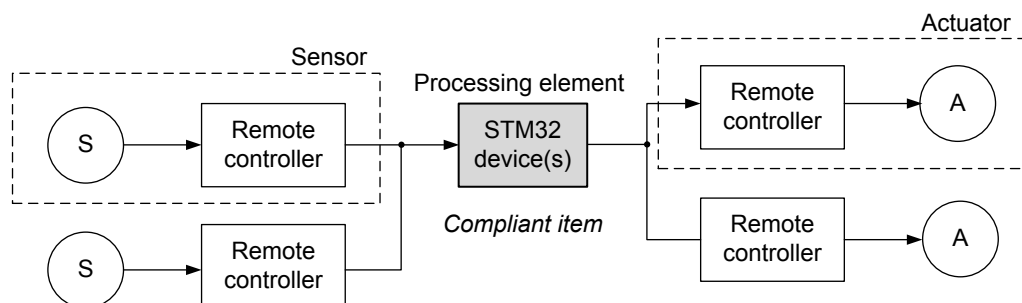 Sensor
Processing element
Actuator
S
Remote
controller
STM32
device(s)
Remote
controller
A
Compliant item
S
Remote
controller
Remote
controller
A